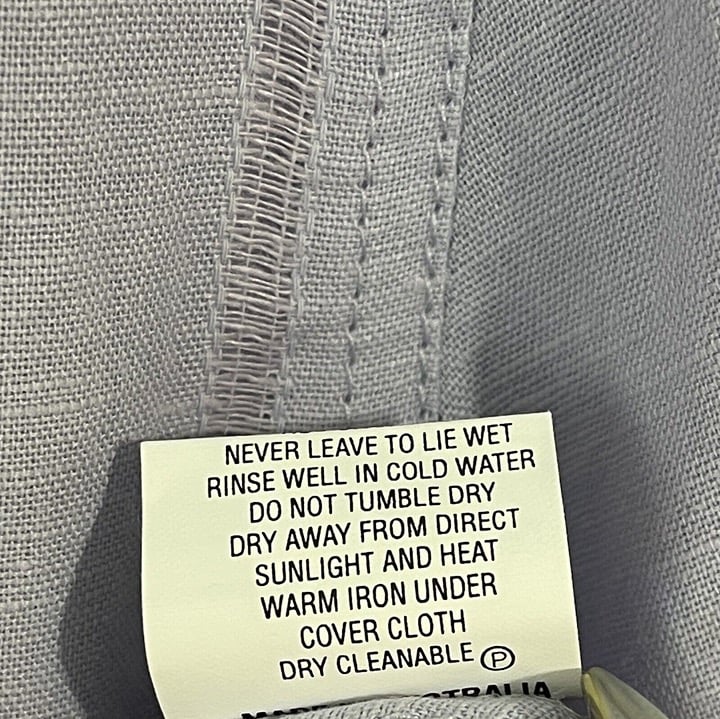 NEVER LEAVE TO LIE WET
RINSE WELL IN COLD WATER
DO NOT TUMBLE DRY
DRY AWAY FROM DIRECT
SUNLIGHT AND HEAT
WARM IRON UNDER
COVER CLOTH
DRY CLEANABLE Ⓟ